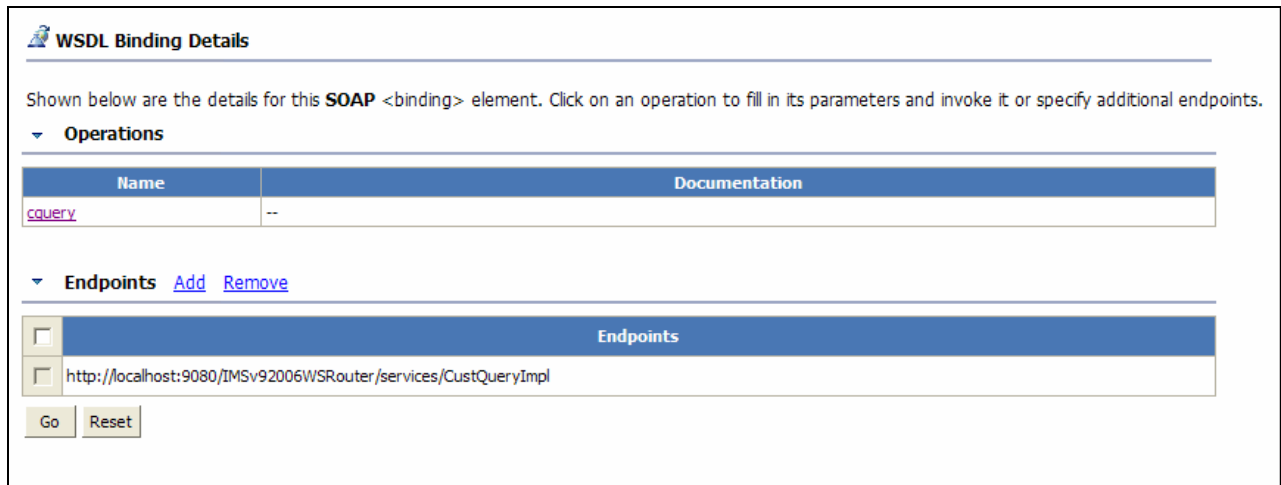 WSDL Binding Details
Shown below are the details for this SOAP <binding> element. Click on an operation to fill in its parameters and invoke it or specify additional endpoints.
Operations
Name Documentation
cquery --
Endpoints Add Remove
Endpoints
http://localhost:9080/IMSv92006WSRouter/services/CustQueryImpl
Go Reset